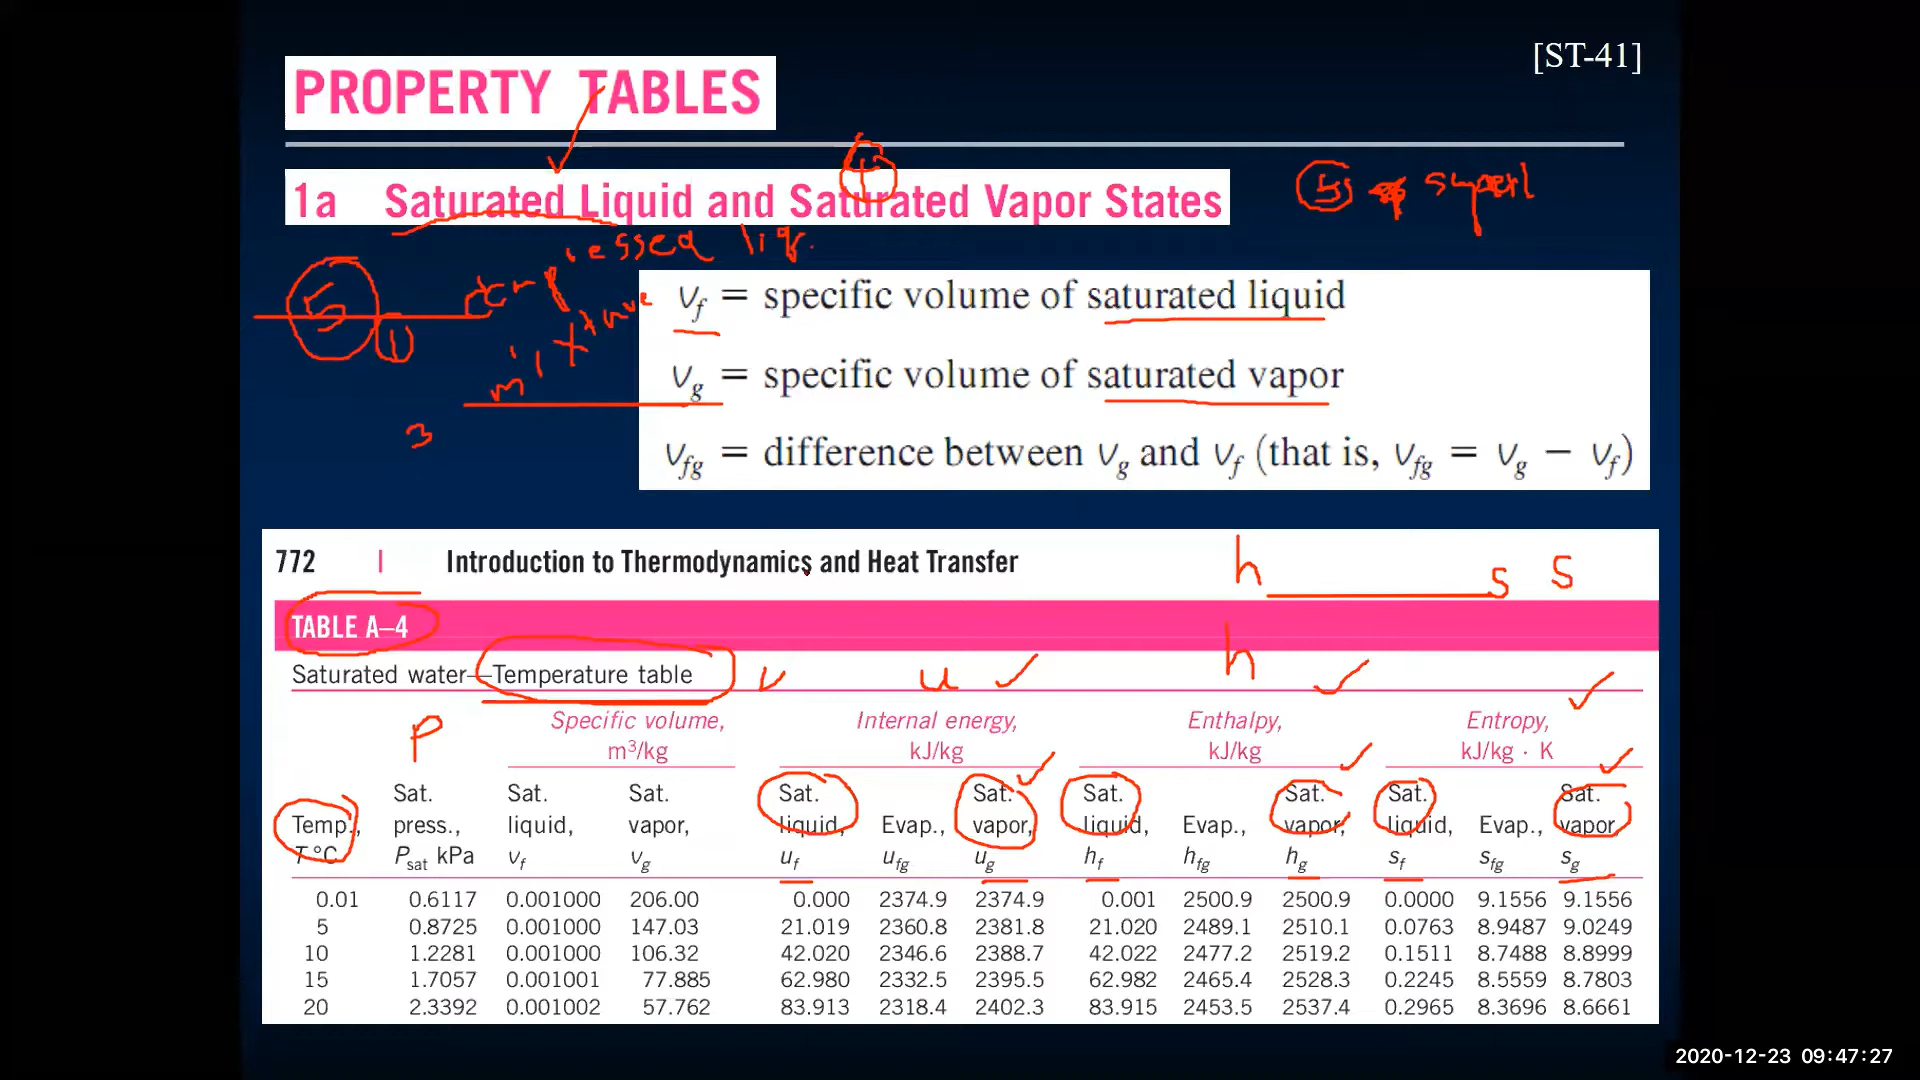 [ST-41]
PROPERTY TABLES
1a Saturated Liquid and Saturated Vapor States
5 superh
4
compressed liq.
5
1
mixture
3
vf = specific volume of saturated liquid
vg = specific volume of saturated vapor
vfg = difference between vg and vf (that is, vfg = vg − vf)
772 | Introduction to Thermodynamics and Heat Transfer
h s s
TABLE A–4
Saturated water—Temperature table
v u h
P
Specific volume, Internal energy, Enthalpy, Entropy,
m³/kg kJ/kg kJ/kg kJ/kg · K
Sat. Sat. Sat. Sat. Sat. Sat. Sat. Sat. Sat.
Temp., press., liquid, vapor, liquid, Evap., vapor, liquid, Evap., vapor, liquid, Evap., vapor,
T °C Psat kPa vf vg uf ufg ug hf hfg hg sf sfg sg
0.01 0.6117 0.001000 206.00 0.000 2374.9 2374.9 0.001 2500.9 2500.9 0.0000 9.1556 9.1556
5 0.8725 0.001000 147.03 21.019 2360.8 2381.8 21.020 2489.1 2510.1 0.0763 8.9487 9.0249
10 1.2281 0.001000 106.32 42.020 2346.6 2388.7 42.022 2477.2 2519.2 0.1511 8.7488 8.8999
15 1.7057 0.001001 77.885 62.980 2332.5 2395.5 62.982 2465.4 2528.3 0.2245 8.5559 8.7803
20 2.3392 0.001002 57.762 83.913 2318.4 2402.3 83.915 2453.5 2537.4 0.2965 8.3696 8.6661
2020-12-23 09:47:27